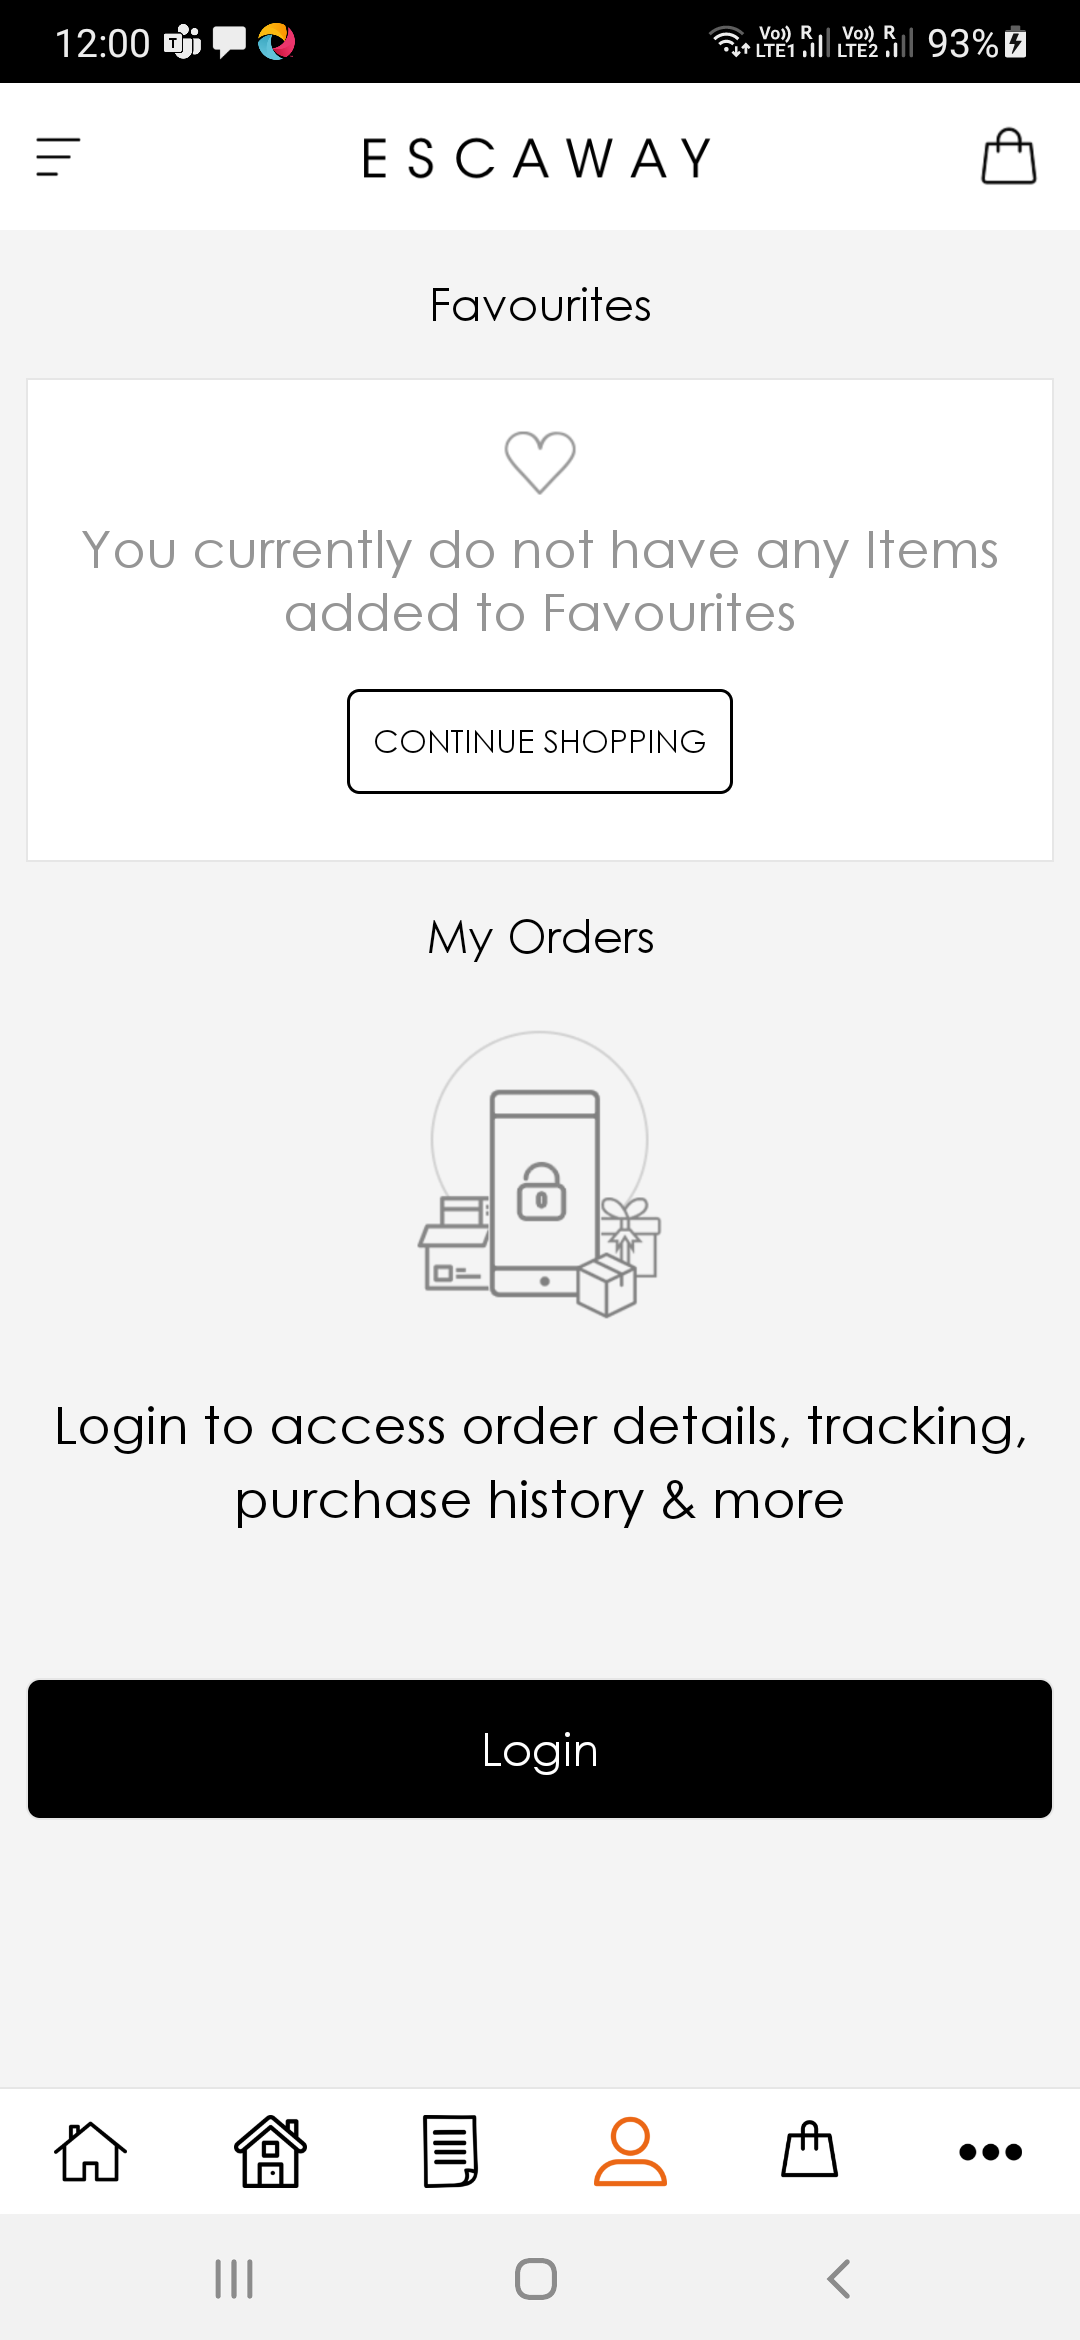 12:00
Vo)) R Vo)) R
LTE1 LTE2 93%
ESCAWAY
Favourites
You currently do not have any Items
added to Favourites
CONTINUE SHOPPING
My Orders
Login to access order details, tracking,
purchase history & more
Login